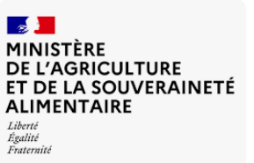 MINISTÈRE
DE L'AGRICULTURE
ET DE LA SOUVERAINETÉ
ALIMENTAIRE
Liberté
Égalité
Fraternité